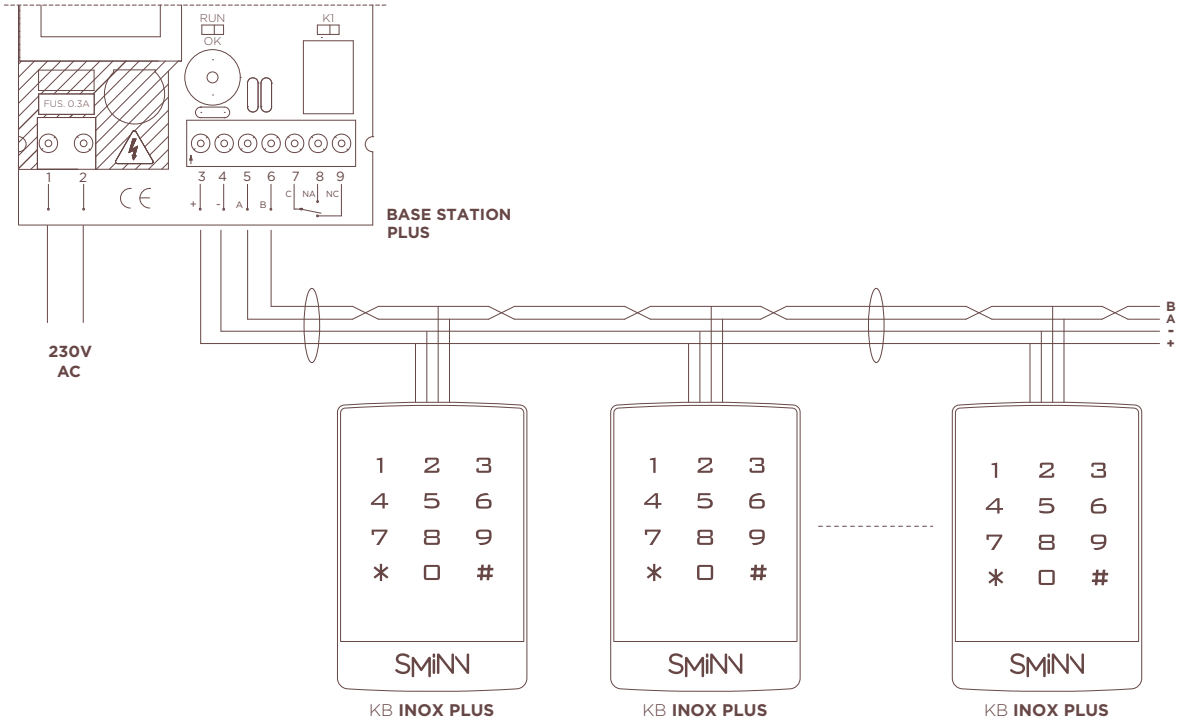 RUN
K1
OK
FUS. 0.3A
1 2 3 4 5 6 7 8 9
CE
+ - A B C NA NC
BASE STATION
PLUS
B
A
-
+
230V
AC
1 2 3
4 5 6
7 8 9
* 0 #
SMiNN
KB INOX PLUS
1 2 3
4 5 6
7 8 9
* 0 #
SMiNN
KB INOX PLUS
1 2 3
4 5 6
7 8 9
* 0 #
SMiNN
KB INOX PLUS